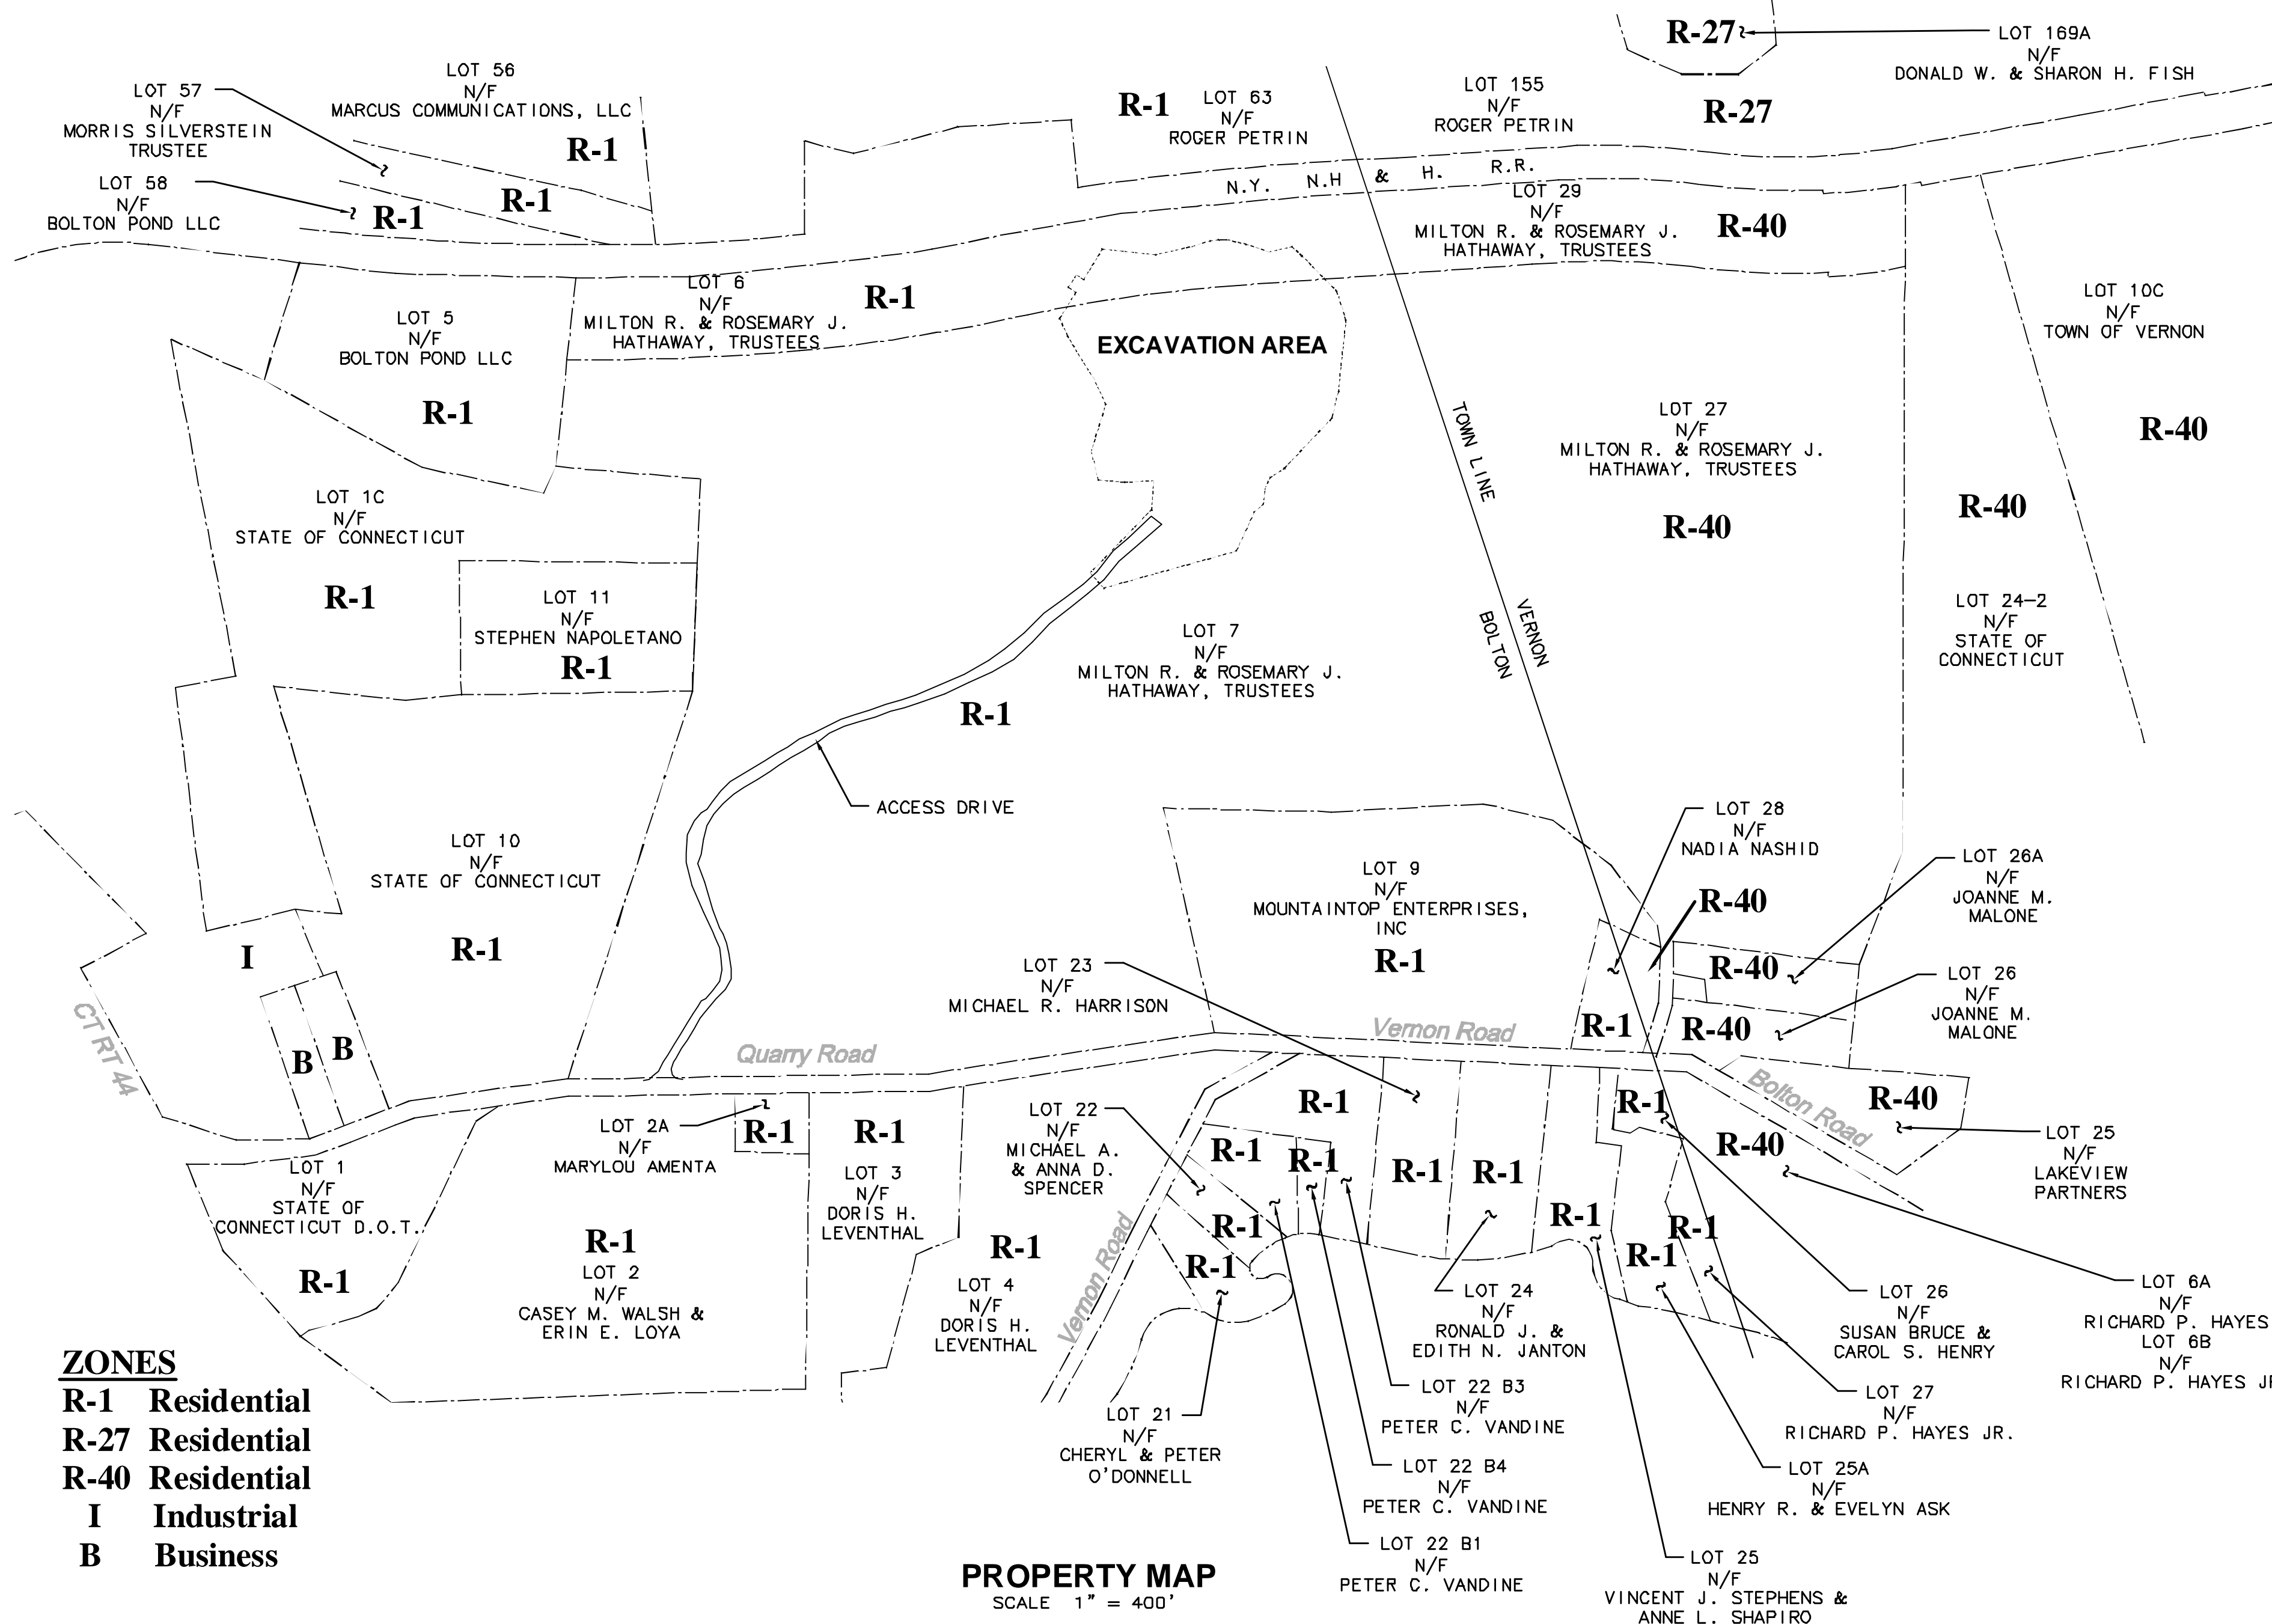 R-27
LOT 169A
N/F
DONALD W. & SHARON H. FISH
LOT 57
N/F
MORRIS SILVERSTEIN
TRUSTEE
LOT 56
N/F
MARCUS COMMUNICATIONS, LLC
R-1
R-1
LOT 63
N/F
ROGER PETRIN
LOT 155
N/F
ROGER PETRIN
R-27
LOT 58
N/F
BOLTON POND LLC
R-1
R-1
N.Y. N.H & H. R.R.
LOT 29
N/F
MILTON R. & ROSEMARY J.
HATHAWAY, TRUSTEES
R-40
LOT 6
N/F
MILTON R. & ROSEMARY J.
HATHAWAY, TRUSTEES
R-1
LOT 5
N/F
BOLTON POND LLC
R-1
EXCAVATION AREA
LOT 10C
N/F
TOWN OF VERNON
R-40
TOWN LINE
LOT 27
N/F
MILTON R. & ROSEMARY J.
HATHAWAY, TRUSTEES
R-40
R-40
LOT 1C
N/F
STATE OF CONNECTICUT
R-1
LOT 11
N/F
STEPHEN NAPOLETANO
R-1
VERNON
BOLTON
LOT 24-2
N/F
STATE OF
CONNECTICUT
LOT 7
N/F
MILTON R. & ROSEMARY J.
HATHAWAY, TRUSTEES
R-1
ACCESS DRIVE
LOT 10
N/F
STATE OF CONNECTICUT
R-1
LOT 28
N/F
NADIA NASHID
R-40
LOT 26A
N/F
JOANNE M.
MALONE
LOT 9
N/F
MOUNTAINTOP ENTERPRISES,
INC
R-1
I
LOT 23
N/F
MICHAEL R. HARRISON
R-40
LOT 26
N/F
JOANNE M.
MALONE
R-1
R-40
CT RT 44
B
B
Quarry Road
Vernon Road
Bolton Road
R-40
LOT 25
N/F
LAKEVIEW
PARTNERS
LOT 1
N/F
STATE OF
CONNECTICUT D.O.T.
R-1
LOT 2A
N/F
MARYLOU AMENTA
R-1
R-1
LOT 3
N/F
DORIS H.
LEVENTHAL
R-1
LOT 2
N/F
CASEY M. WALSH &
ERIN E. LOYA
R-1
LOT 4
N/F
DORIS H.
LEVENTHAL
LOT 22
N/F
MICHAEL A.
& ANNA D.
SPENCER
Vernon Road
R-1
R-1
R-1
R-1
R-1
R-1
R-1
R-1
R-40
R-1
R-1
R-1
LOT 24
N/F
RONALD J. &
EDITH N. JANTON
LOT 26
N/F
SUSAN BRUCE &
CAROL S. HENRY
LOT 6A
N/F
RICHARD P. HAYES
LOT 6B
N/F
RICHARD P. HAYES JR
LOT 22 B3
N/F
PETER C. VANDINE
LOT 27
N/F
RICHARD P. HAYES JR.
LOT 21
N/F
CHERYL & PETER
O'DONNELL
LOT 22 B4
N/F
PETER C. VANDINE
LOT 25A
N/F
HENRY R. & EVELYN ASK
LOT 22 B1
N/F
PETER C. VANDINE
LOT 25
N/F
VINCENT J. STEPHENS &
ANNE L. SHAPIRO
ZONES
R-1 Residential
R-27 Residential
R-40 Residential
I Industrial
B Business
PROPERTY MAP
SCALE 1" = 400'